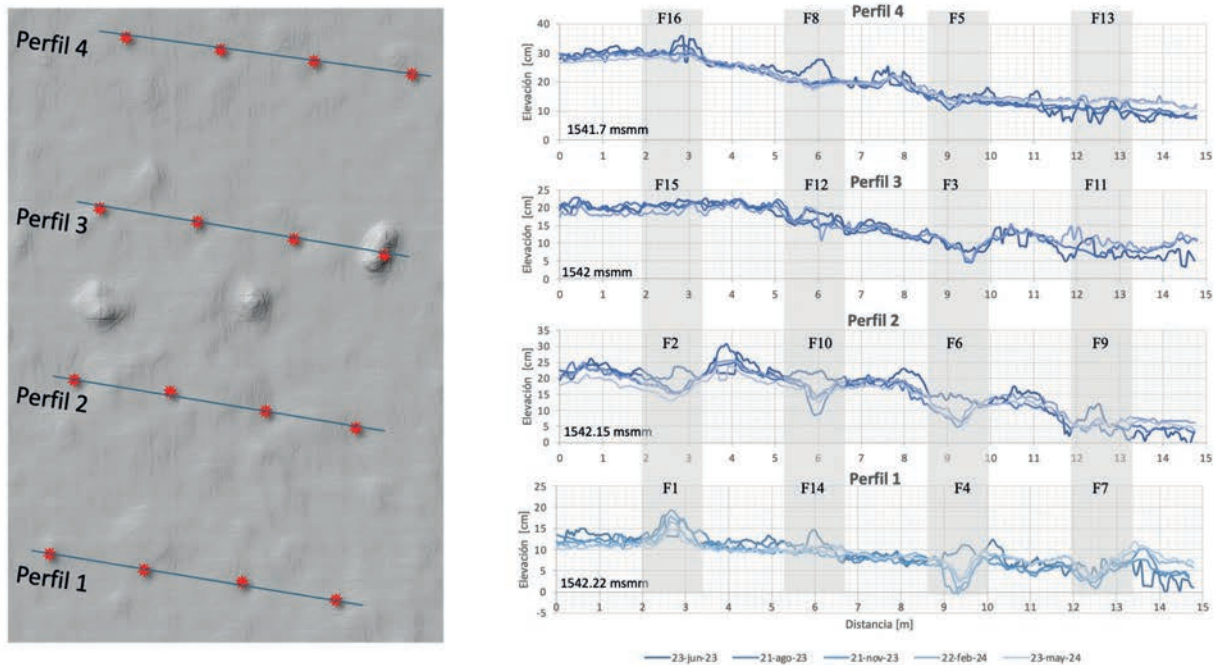 Perfil 4
Perfil 3
Perfil 2
Perfil 1
Perfil 4
F16 F8 F5 F13
Elevación [cm]
40
30
20
10
0
1541.7 msmm
0 1 2 3 4 5 6 7 8 9 10 11 12 13 14 15
Perfil 3
F15 F12 F3 F11
Elevación [cm]
25
20
15
10
5
0
1542 msmm
0 1 2 3 4 5 6 7 8 9 10 11 12 13 14 15
Perfil 2
F2 F10 F6 F9
Elevación [cm]
35
30
25
20
15
10
5
0
1542.15 msmm
0 1 2 3 4 5 6 7 8 9 10 11 12 13 14 15
Perfil 1
F1 F14 F4 F7
Elevación [cm]
25
20
15
10
5
0
-5
1542.22 msmm
0 1 2 3 4 5 6 7 8 9 10 11 12 13 14 15
Distancia [m]
23-jun-23 21-ago-23 21-nov-23 22-feb-24 23-may-24